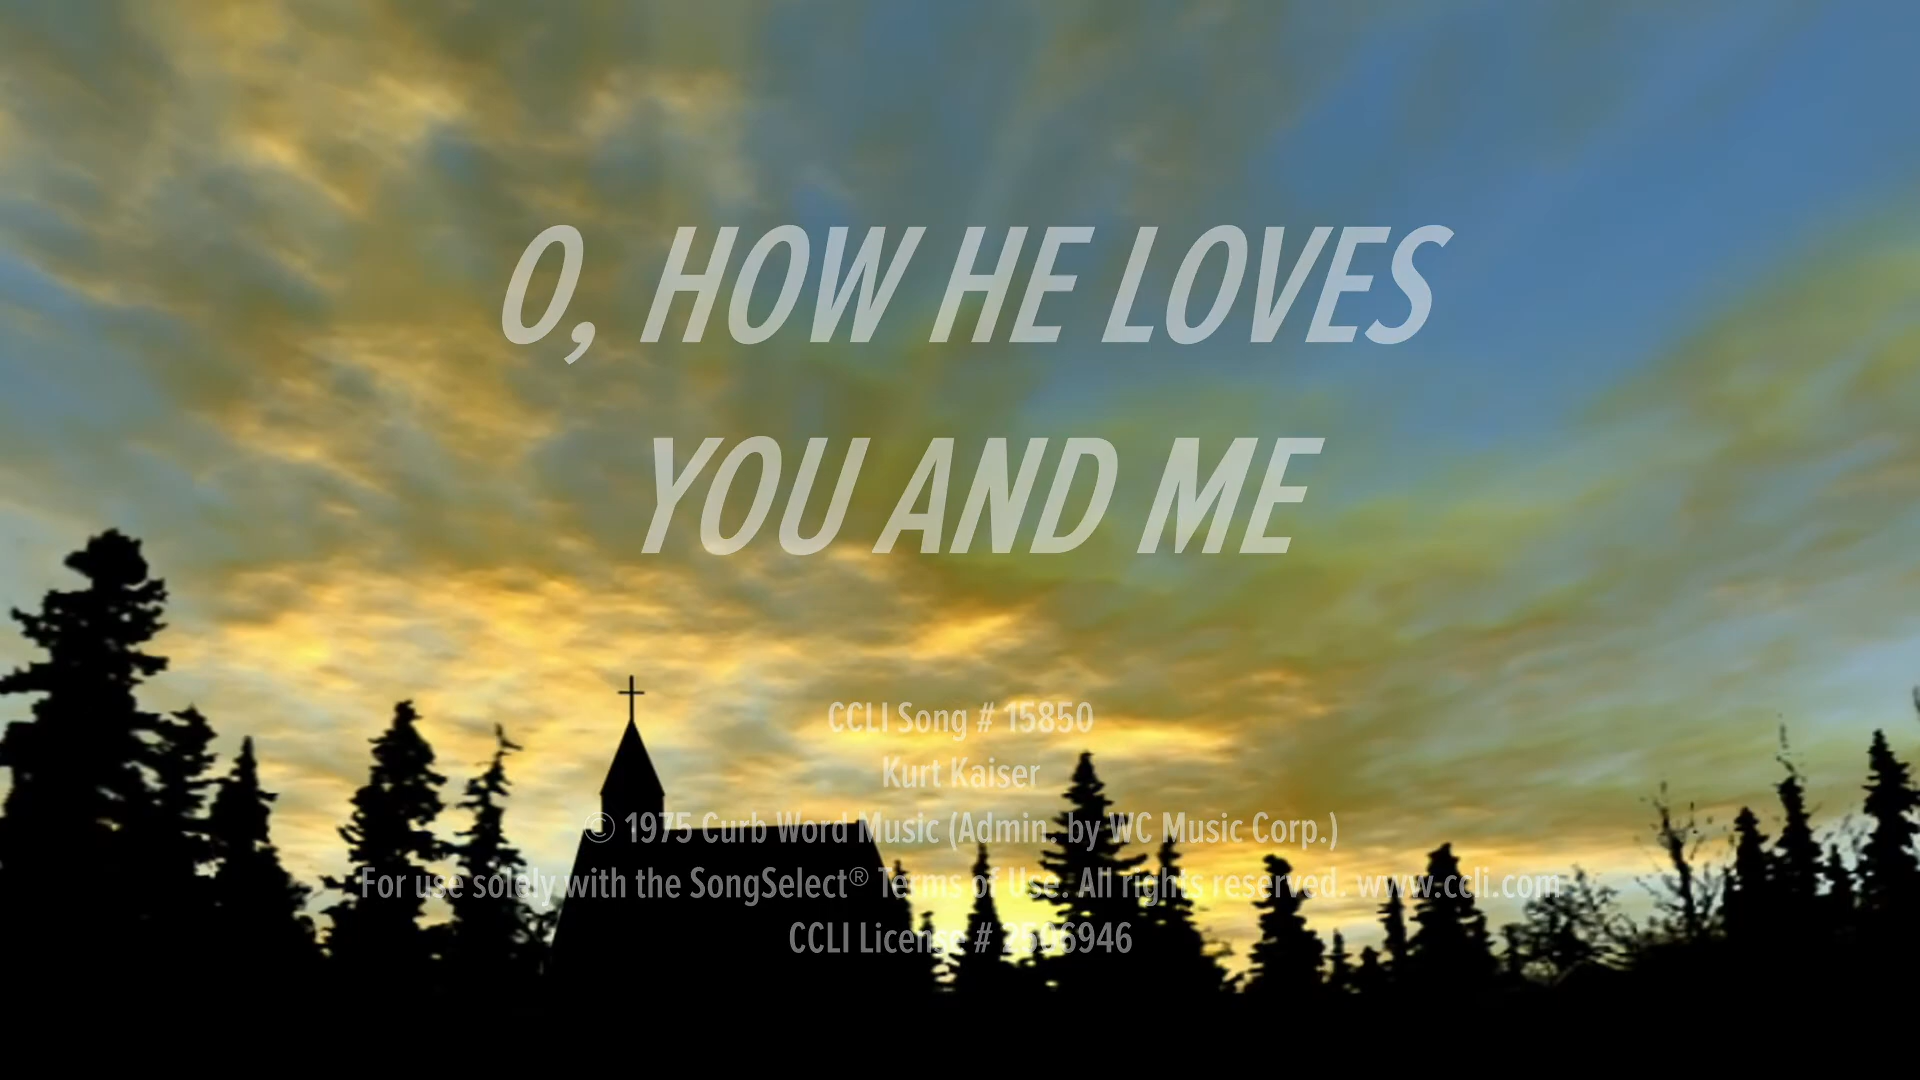 O, HOW HE LOVES
YOU AND ME
CCLI Song # 15850
Kurt Kaiser
© 1975 Curb Word Music (Admin. by WC Music Corp.)
For use solely with the SongSelect® Terms of Use. All rights reserved. www.ccli.com
CCLI License # 2506946